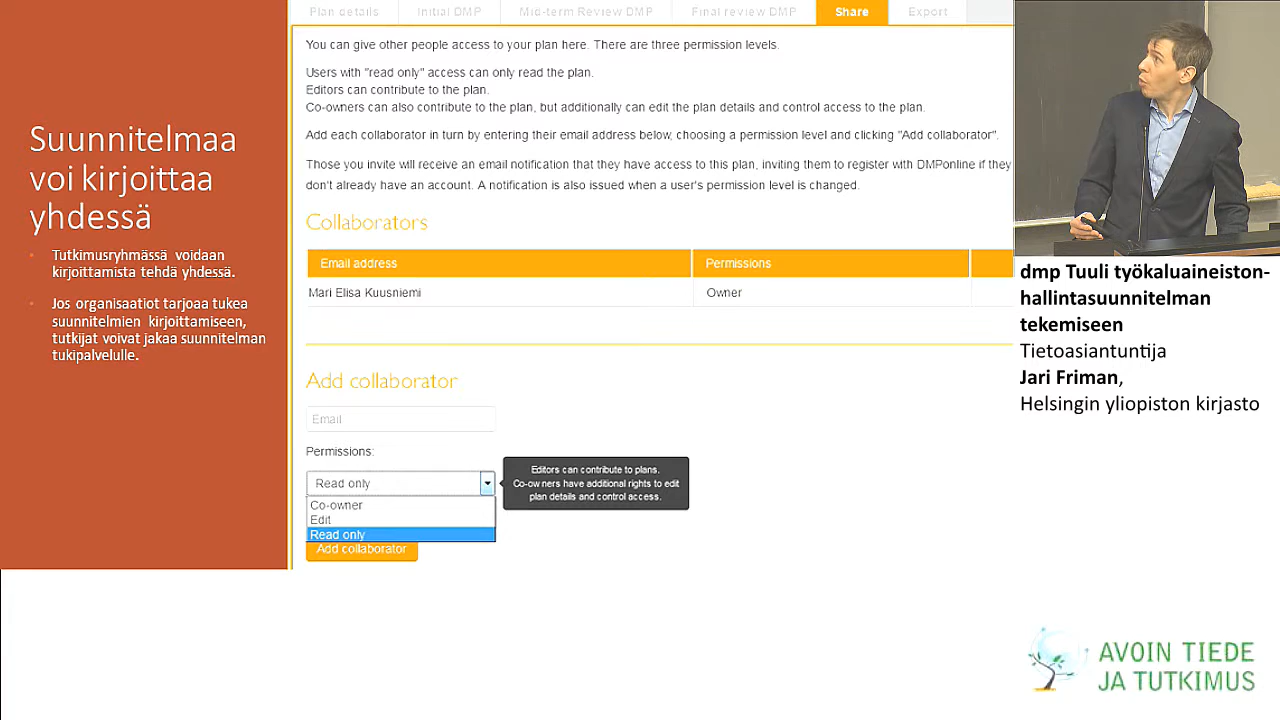 Suunnitelmaa
voi kirjoittaa
yhdessä
Tutkimusryhmässä voidaan
kirjoittamista tehdä yhdessä.
Jos organisaatiot tarjoaa tukea
suunnitelmien kirjoittamiseen,
tutkijat voivat jakaa suunnitelman
tukipalvelulle.
Plan details
Initial DMP
Mid-term Review DMP
Final review DMP
Share
Export
You can give other people access to your plan here. There are three permission levels.
Users with "read only" access can only read the plan.
Editors can contribute to the plan.
Co-owners can also contribute to the plan, but additionally can edit the plan details and control access to the plan.
Add each collaborator in turn by entering their email address below, choosing a permission level and clicking "Add collaborator".
Those you invite will receive an email notification that they have access to this plan, inviting them to register with DMPonline if they
don't already have an account. A notification is also issued when a user's permission level is changed.
Collaborators
Email address
Permissions
Mari Elisa Kuusniemi
Owner
Add collaborator
Email
Permissions:
Read only
Editors can contribute to plans.
Co-owners have additional rights to edit
plan details and control access.
Co-owner
Edit
Read only
Add collaborator
dmp Tuuli työkaluaineiston-
hallintasuunnitelman
tekemiseen
Tietoasiantuntija
Jari Friman,
Helsingin yliopiston kirjasto
AVOIN TIEDE
JA TUTKIMUS